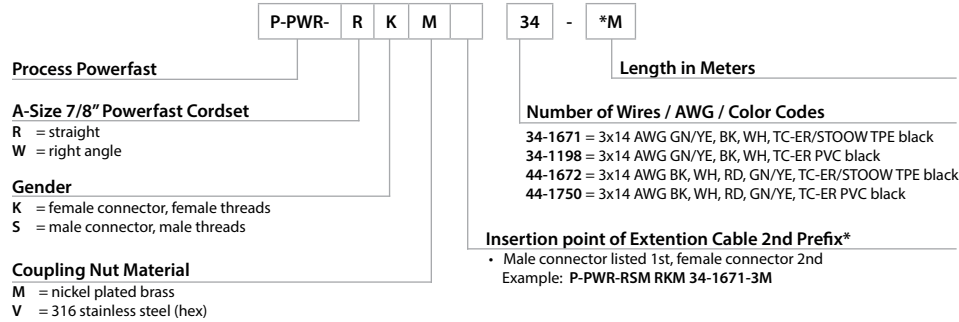 P-PWR- R K M 34 - *M
Process Powerfast
Length in Meters
A-Size 7/8” Powerfast Cordset
R = straight
W = right angle
Number of Wires / AWG / Color Codes
34-1671 = 3x14 AWG GN/YE, BK, WH, TC-ER/STOOW TPE black
34-1198 = 3x14 AWG GN/YE, BK, WH, TC-ER PVC black
44-1672 = 3x14 AWG BK, WH, RD, GN/YE, TC-ER/STOOW TPE black
44-1750 = 3x14 AWG BK, WH, RD, GN/YE, TC-ER PVC black
Gender
K = female connector, female threads
S = male connector, male threads
Insertion point of Extention Cable 2nd Prefix*
• Male connector listed 1st, female connector 2nd
Example: P-PWR-RSM RKM 34-1671-3M
Coupling Nut Material
M = nickel plated brass
V = 316 stainless steel (hex)